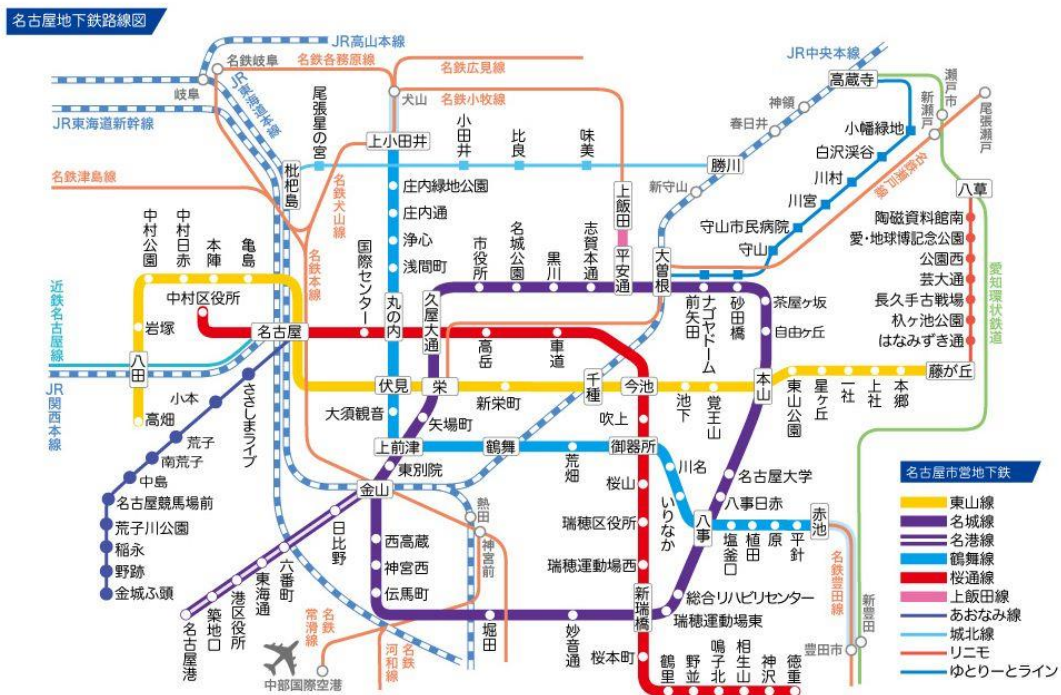 名古屋地下鉄路線図
JR高山本線
名鉄岐阜
名鉄各務原線
名鉄広見線
JR中央本線
高蔵寺
瀬戸市
新瀬戸
尾張瀬戸
岐阜
JR東海道本線
犬山
名鉄小牧線
神領
春日井
JR東海道新幹線
尾張星の宮
小田井
比良
味美
上小田井
勝川
小幡緑地
白沢渓谷
川村
川宮
守山市民病院
守山
名鉄瀬戸線
名鉄津島線
枇杷島
名鉄犬山線
名鉄本線
庄内緑地公園
庄内通
浄心
浅間町
上飯田
新守山
八草
陶磁資料館南
愛・地球博記念公園
公園西
芸大通
長久手古戦場
杁ヶ池公園
はなみずき通
愛知環状鉄道
中村公園
中村日赤
本陣
亀島
中村区役所
国際センター
丸の内
久屋大通
市役所
名城公園
黒川
志賀本通
平安通
大曽根
前矢田
ナゴヤドーム
砂田橋
茶屋ヶ坂
自由ヶ丘
近鉄名古屋線
岩塚
名古屋
高岳
車道
八田
JR関西本線
高畑
小本
ささしまライブ
伏見
栄
新栄町
千種
今池
池下
覚王山
本山
東山公園
星ヶ丘
一社
上社
本郷
藤が丘
大須観音
矢場町
吹上
荒子
南荒子
中島
名古屋競馬場前
荒子川公園
稲永
野跡
金城ふ頭
上前津
鶴舞
荒畑
御器所
東別院
金山
川名
いりなか
桜山
名古屋大学
八事日赤
八事
塩釜口
植田
原
平針
赤池
瑞穂区役所
瑞穂運動場西
熱田
神宮前
日比野
六番町
東海通
港区役所
築地口
名古屋港
西高蔵
神宮西
伝馬町
堀田
妙音通
新瑞橋
総合リハビリセンター
瑞穂運動場東
名鉄豊田線
新豊田
豊田市
名鉄常滑線
名鉄河和線
中部国際空港
桜本町
鶴里
野並
鳴子北
相生山
神沢
徳重
名古屋市営地下鉄
東山線
名城線
名港線
鶴舞線
桜通線
上飯田線
あおなみ線
城北線
リニモ
ゆとりーとライン